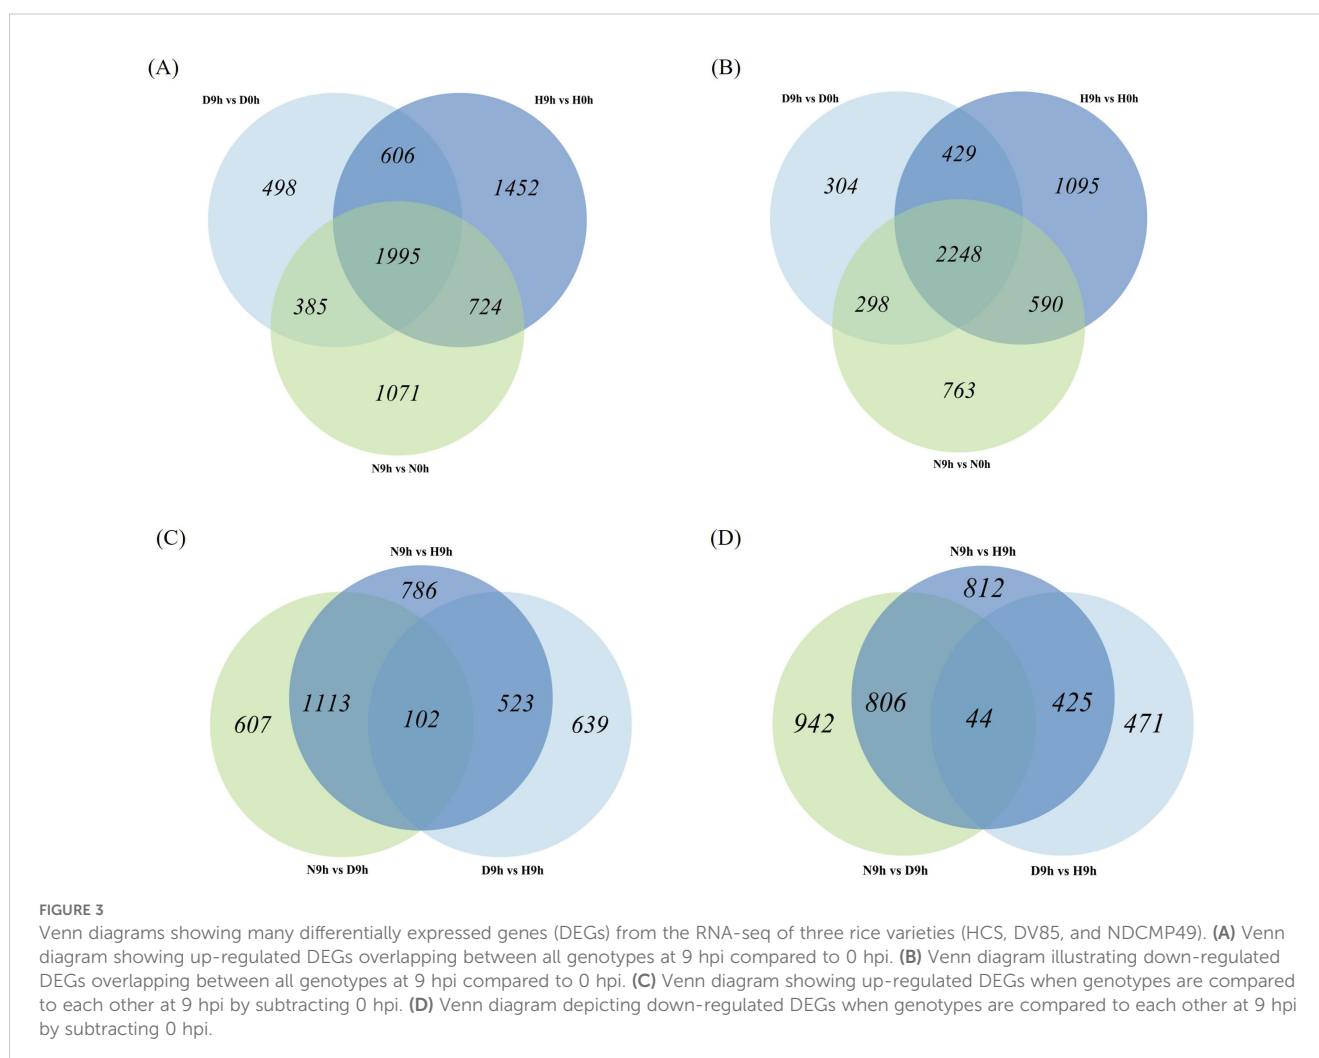 (A)
D9h vs D0h
H9h vs H0h
606
498
1452
1995
385
724
1071
N9h vs N0h
(B)
D9h vs D0h
H9h vs H0h
429
304
1095
2248
298
590
763
N9h vs N0h
(C)
N9h vs H9h
786
1113
523
102
607
639
N9h vs D9h
D9h vs H9h
(D)
N9h vs H9h
812
806
425
44
942
471
N9h vs D9h
D9h vs H9h
FIGURE 3
Venn diagrams showing many differentially expressed genes (DEGs) from the RNA-seq of three rice varieties (HCS, DV85, and NDCMP49). (A) Venn
diagram showing up-regulated DEGs overlapping between all genotypes at 9 hpi compared to 0 hpi. (B) Venn diagram illustrating down-regulated
DEGs overlapping between all genotypes at 9 hpi compared to 0 hpi. (C) Venn diagram showing up-regulated DEGs when genotypes are compared
to each other at 9 hpi by subtracting 0 hpi. (D) Venn diagram depicting down-regulated DEGs when genotypes are compared to each other at 9 hpi
by subtracting 0 hpi.